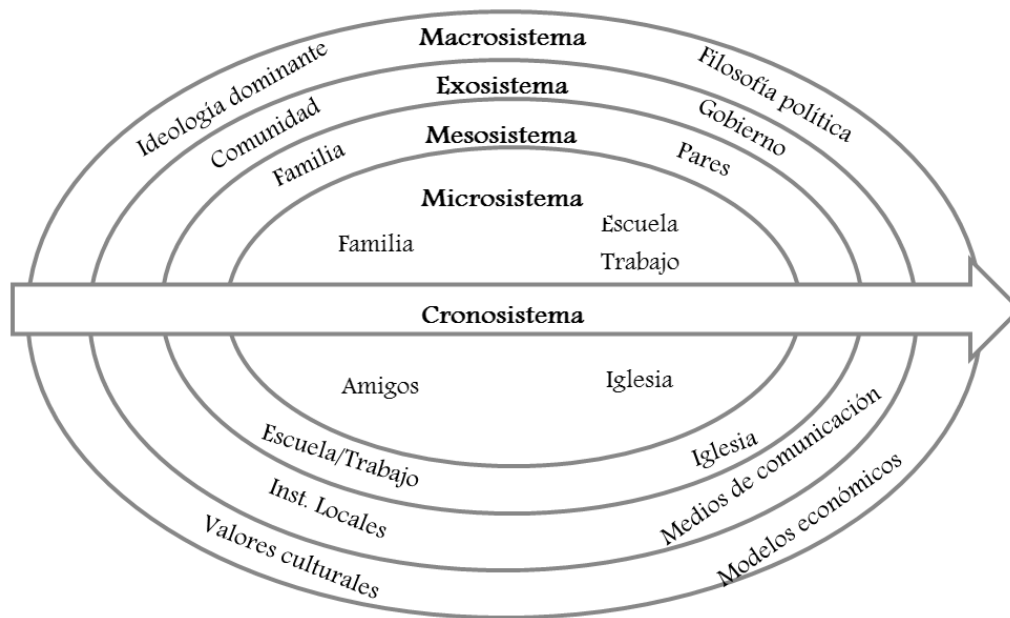 Macrosistema
Ideología dominante
Filosofía política
Exosistema
Comunidad
Gobierno
Mesosistema
Familia
Pares
Microsistema
Familia
Escuela
Trabajo
Cronosistema
Amigos
Iglesia
Escuela/Trabajo
Iglesia
Inst. Locales
Medios de comunicación
Valores culturales
Modelos económicos